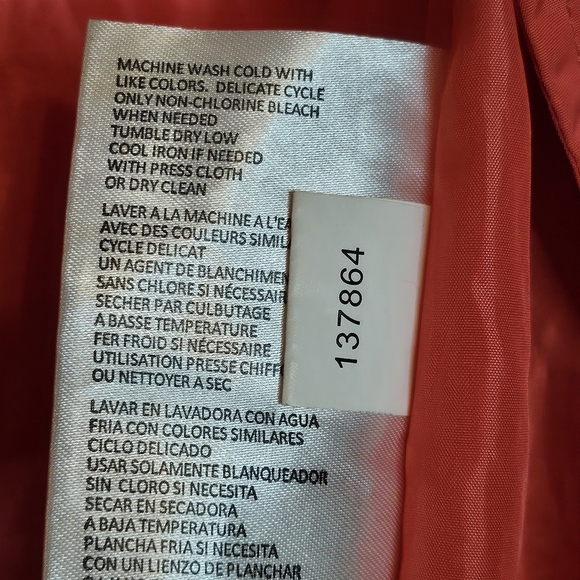 MACHINE WASH COLD WITH
LIKE COLORS. DELICATE CYCLE
ONLY NON-CHLORINE BLEACH
WHEN NEEDED
TUMBLE DRY LOW
COOL IRON IF NEEDED
WITH PRESS CLOTH
OR DRY CLEAN
LAVER A LA MACHINE A
AVEC DES COULEURS
CYCLE DELICAT
UN AGENT DE
SANS CHLORE SI
SECHER PAR CULBUTAGE
A BASSE TEMPERATURE
FER FROID SI NÉCESSAIRE
UTILISATION PRESSE
OU NETTOYER A SEC
137864
LAVAR EN LAVADORA CON AGUA
FRIA CON COLORES SIMILARES
CICLO DELICADO
USAR SOLAMENTE BLANQUEADOR
SIN CLORO SI NECESITA
SECAR EN SECADORA
A BAJA TEMPERATURA
PLANCHA FRIA SI NECESITA
CON UN LIENZO DE PLANCHAR